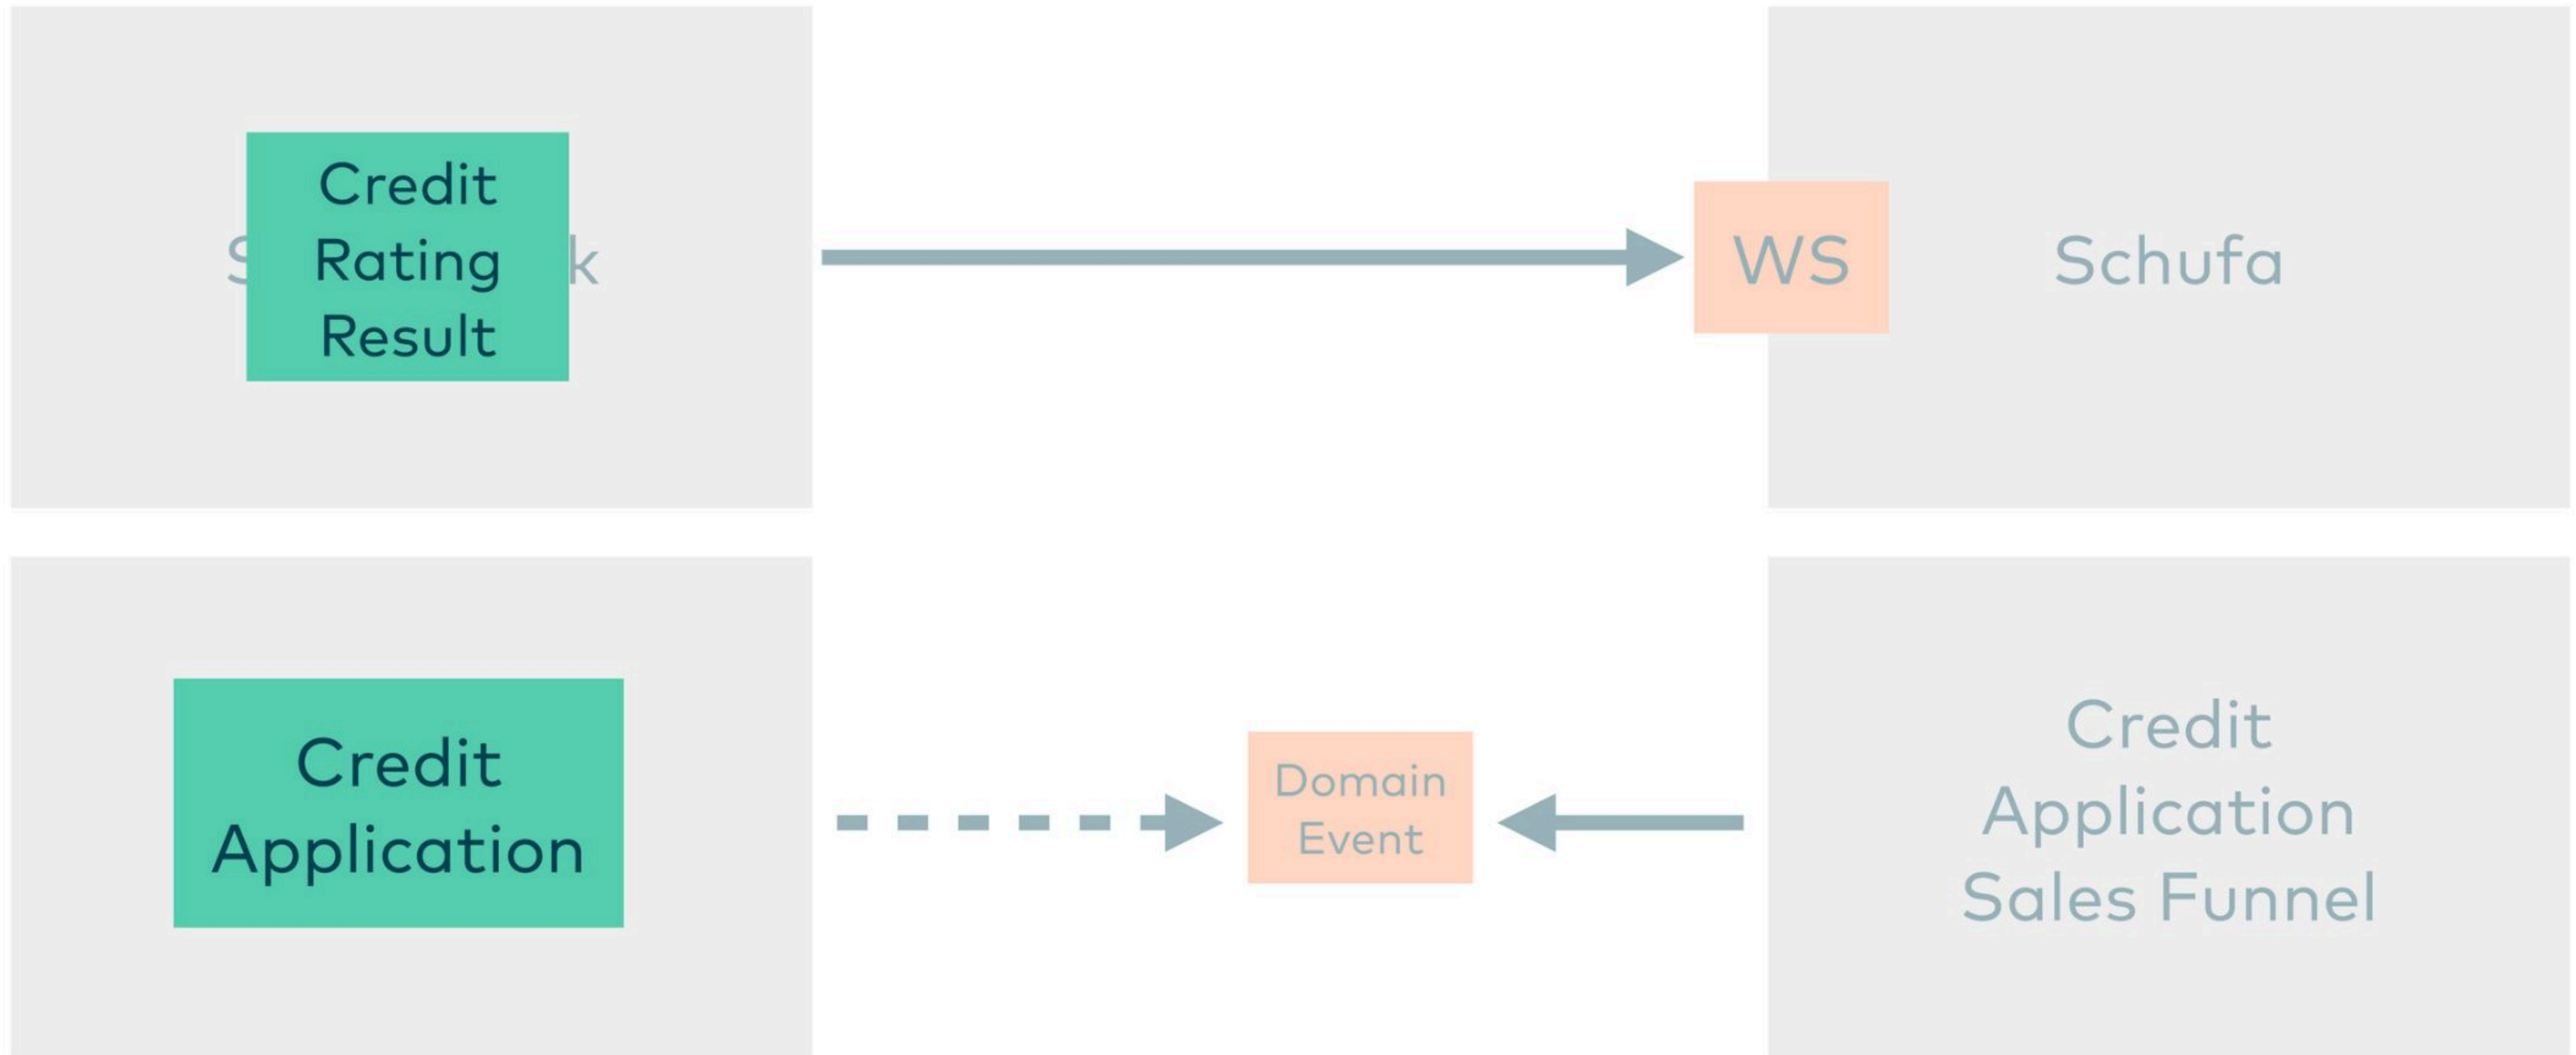 Credit
Rating
Result
WS
Schufa
Credit
Application
Domain
Event
Credit
Application
Sales Funnel